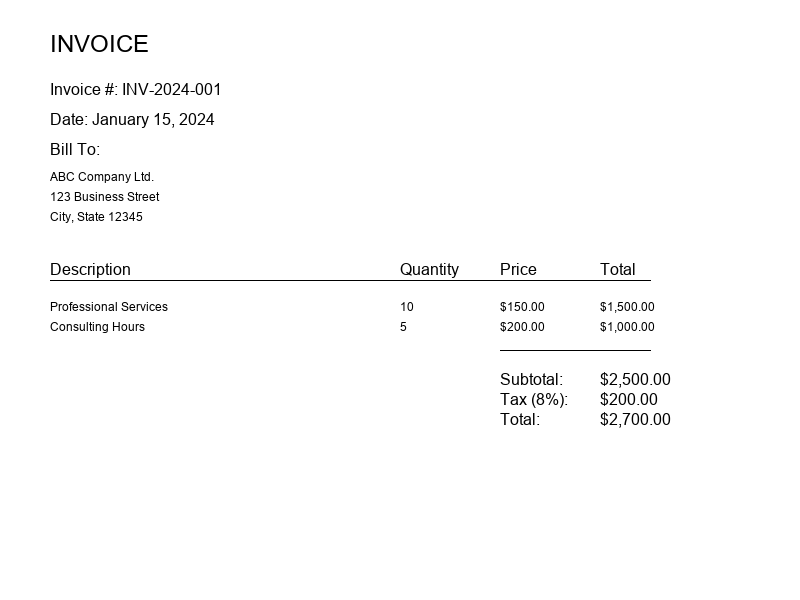 INVOICE
Invoice #: INV-2024-001
Date: January 15, 2024
Bill To:
ABC Company Ltd.
123 Business Street
City, State 12345
Description Quantity Price Total
Professional Services 10 $150.00 $1,500.00
Consulting Hours 5 $200.00 $1,000.00
Subtotal: $2,500.00
Tax (8%): $200.00
Total: $2,700.00